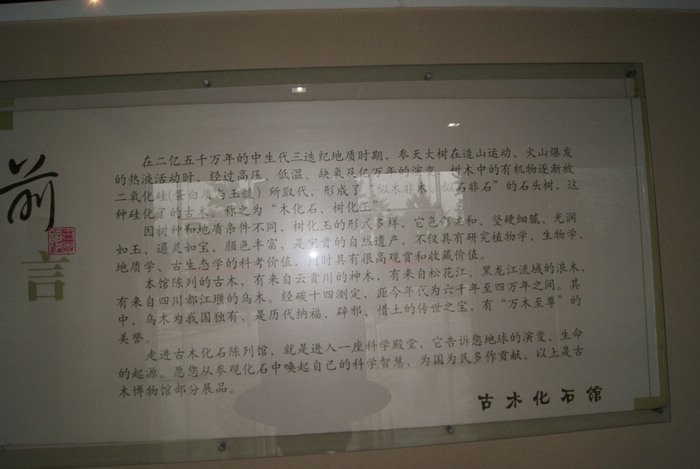 前
言
在二亿五千万年的中生代三迭纪地质时期，参天大树在造山运动，火山爆发
的热液活动时，经过高压，低温，缺氧及亿万年的演变，树木中的有机物逐渐被
二氧化硅(蛋白质与玉髓）所取代，形成了“似木非木，似石非石”的石头树，这
种硅化了的古木，称之为“木化石、树化玉”。
因树种和地质条件不同，树化玉的形式多样，它色彩柔和、坚硬细腻、光润
如玉、逼灵如宝、颜色丰富，是宝贵的自然遗产，不仅具有研究植物学、生物学、
地质学、古生态学的科考价值，同时具有很高观赏和收藏价值。
本馆陈列的古木，有来自云贵川的神木，有来自松花江、黑龙江流域的浪木，
有来自四川都江堰的乌木。经碳十四测定，距今年代为六千年至四万年之间。其
中，乌木为我国独有，是历代纳福、辟邪、惜土的传世之宝，有“万木至尊”的
美誉。
走进古木化石陈列馆，就是进入一座科学殿堂，它告诉您地球的演变、生命
的起源。愿您从参观化石中唤起自己的科学智慧，为国为民多作贡献。以上是古
木博物馆部分展品。
古木化石馆